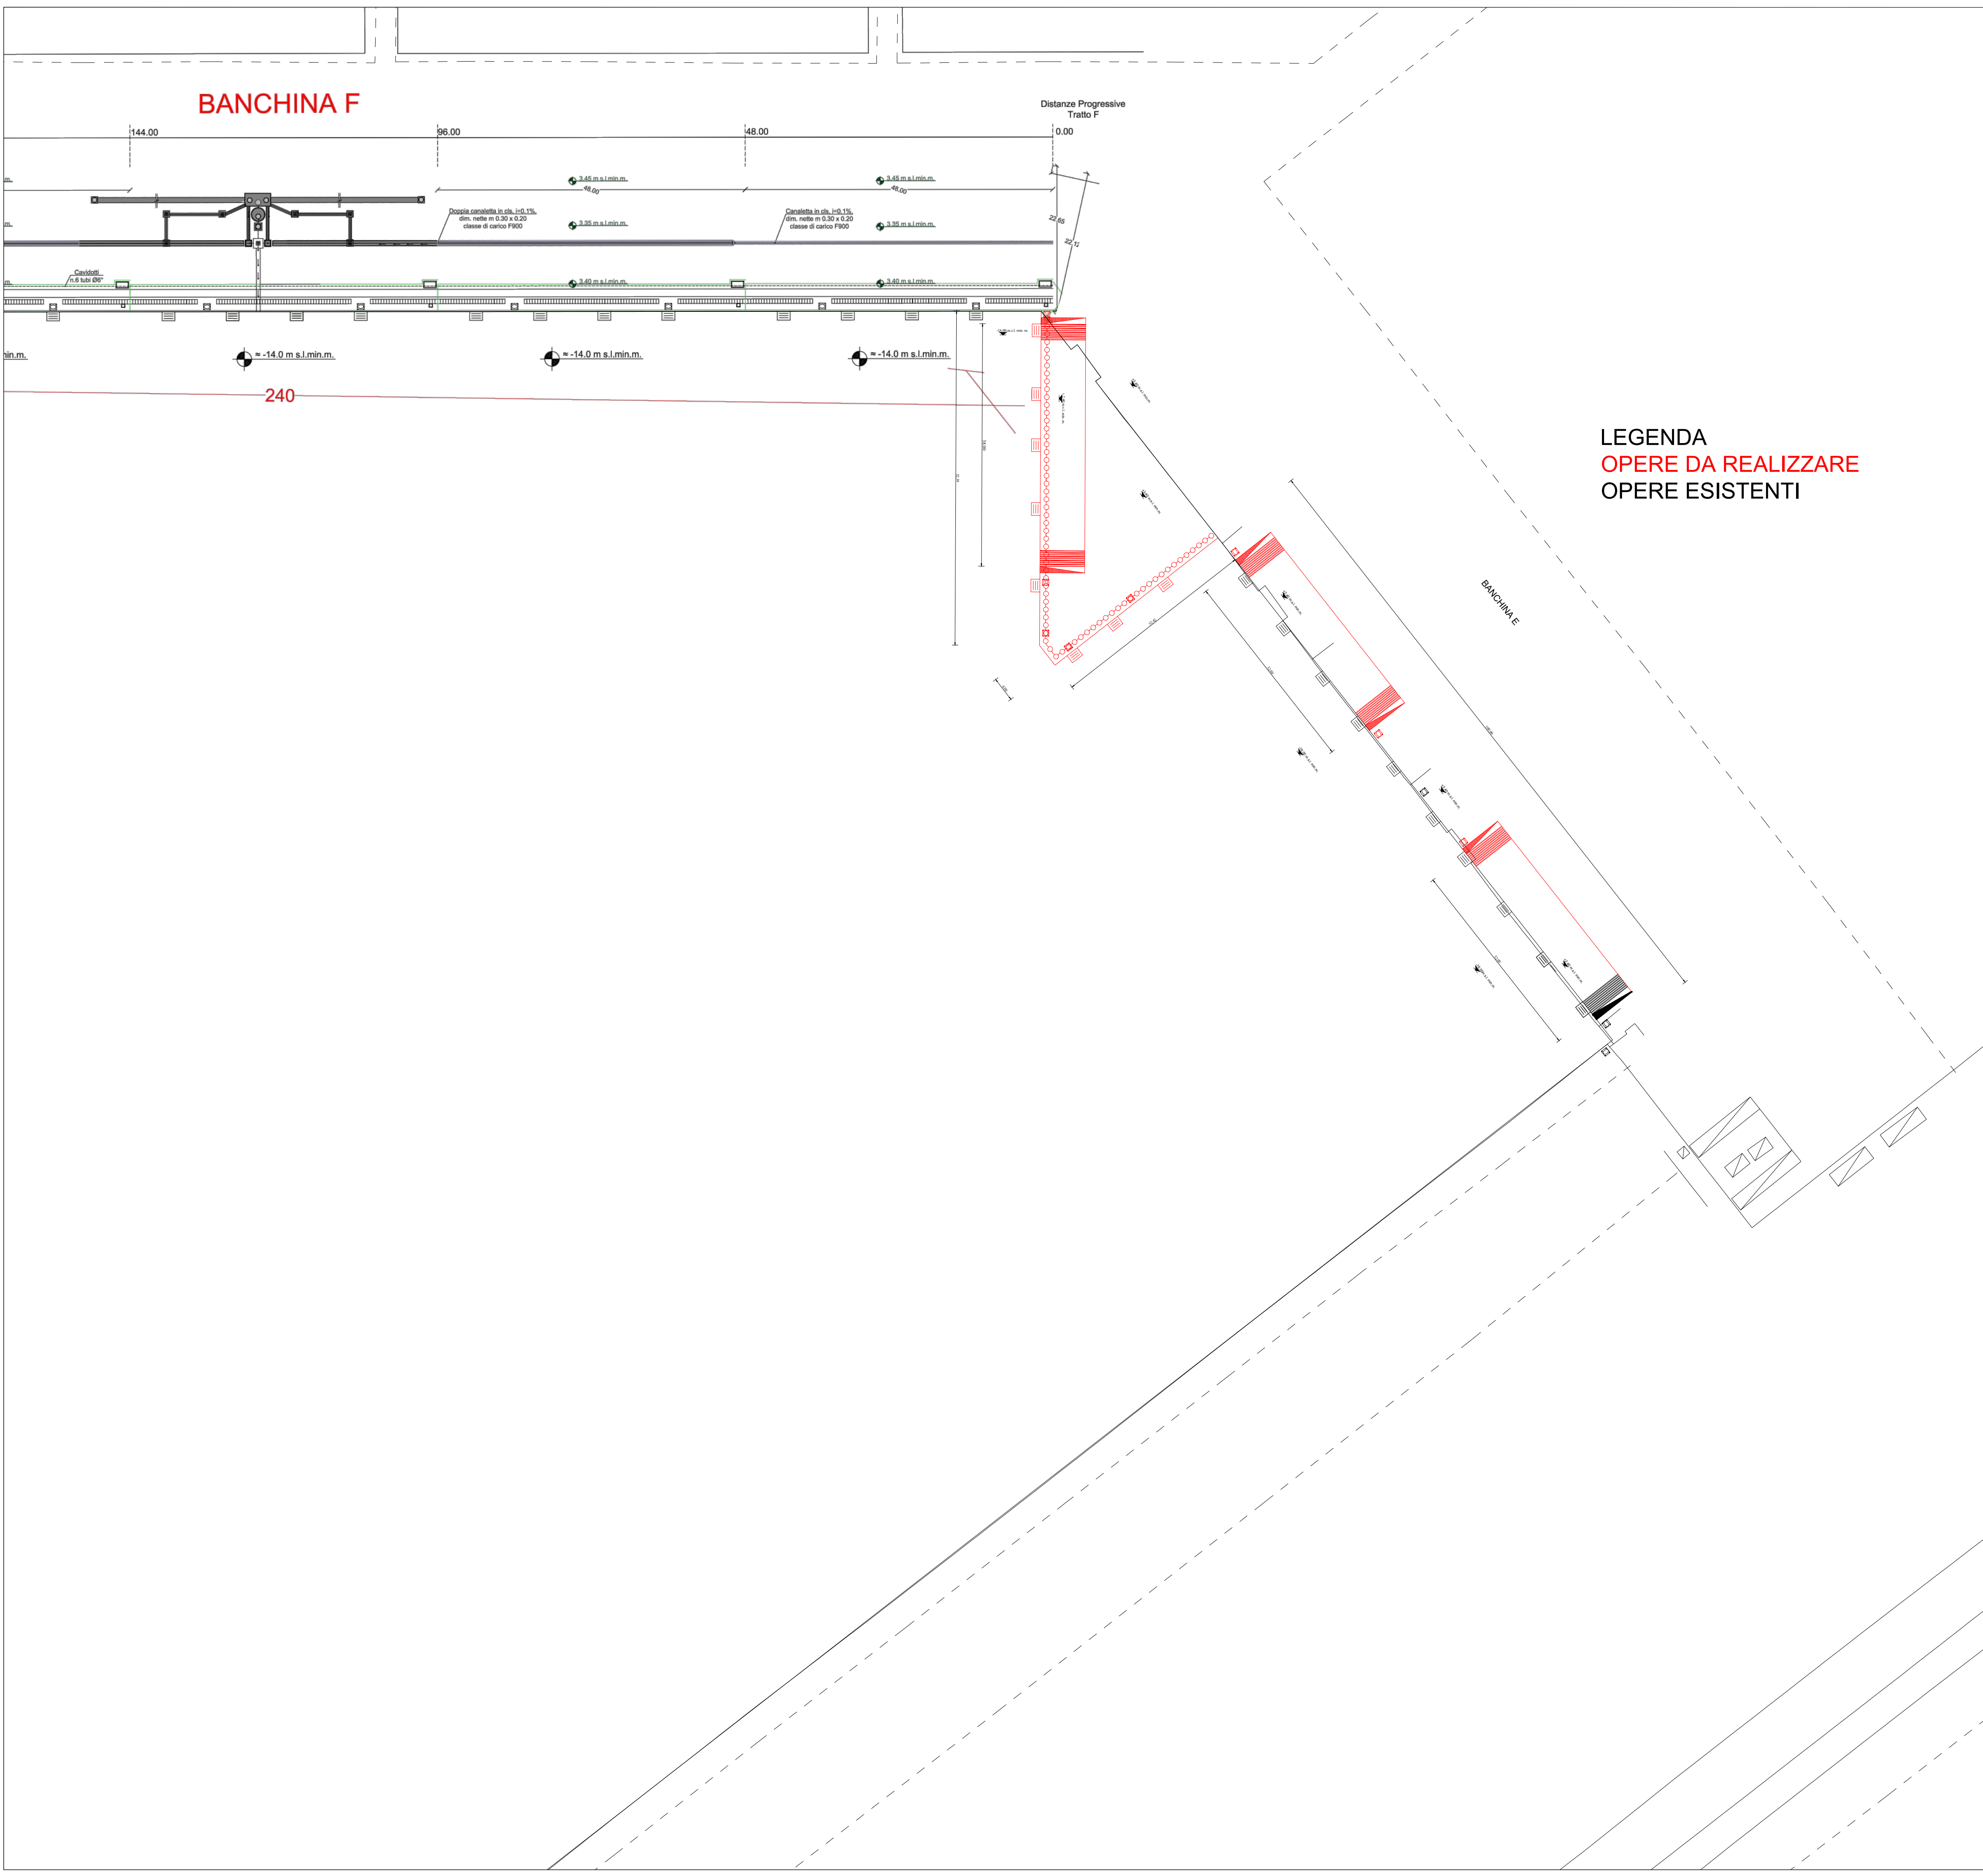 BANCHINA F
Distanze Progressive
Tratto F
144.00
96.00
48.00
0.00
m.
3.45 m s.l.min.m.
3.45 m s.l.min.m.
48.00
48.00
Doppia canaletta in cls, i=0.1%,
dim. nette m 0.30 x 0.20
classe di carico F900
Canaletta in cls, i=0.1%,
dim. nette m 0.30 x 0.20
classe di carico F900
m.
3.35 m s.l.min.m.
3.35 m s.l.min.m.
22.65
22.12
Cavidotti
n.6 tubi Ø6"
m.
3.40 m s.l.min.m.
3.40 m s.l.min.m.
min.m.
≈ -14.0 m s.l.min.m.
≈ -14.0 m s.l.min.m.
≈ -14.0 m s.l.min.m.
240
LEGENDA
OPERE DA REALIZZARE
OPERE ESISTENTI
BANCHINA E